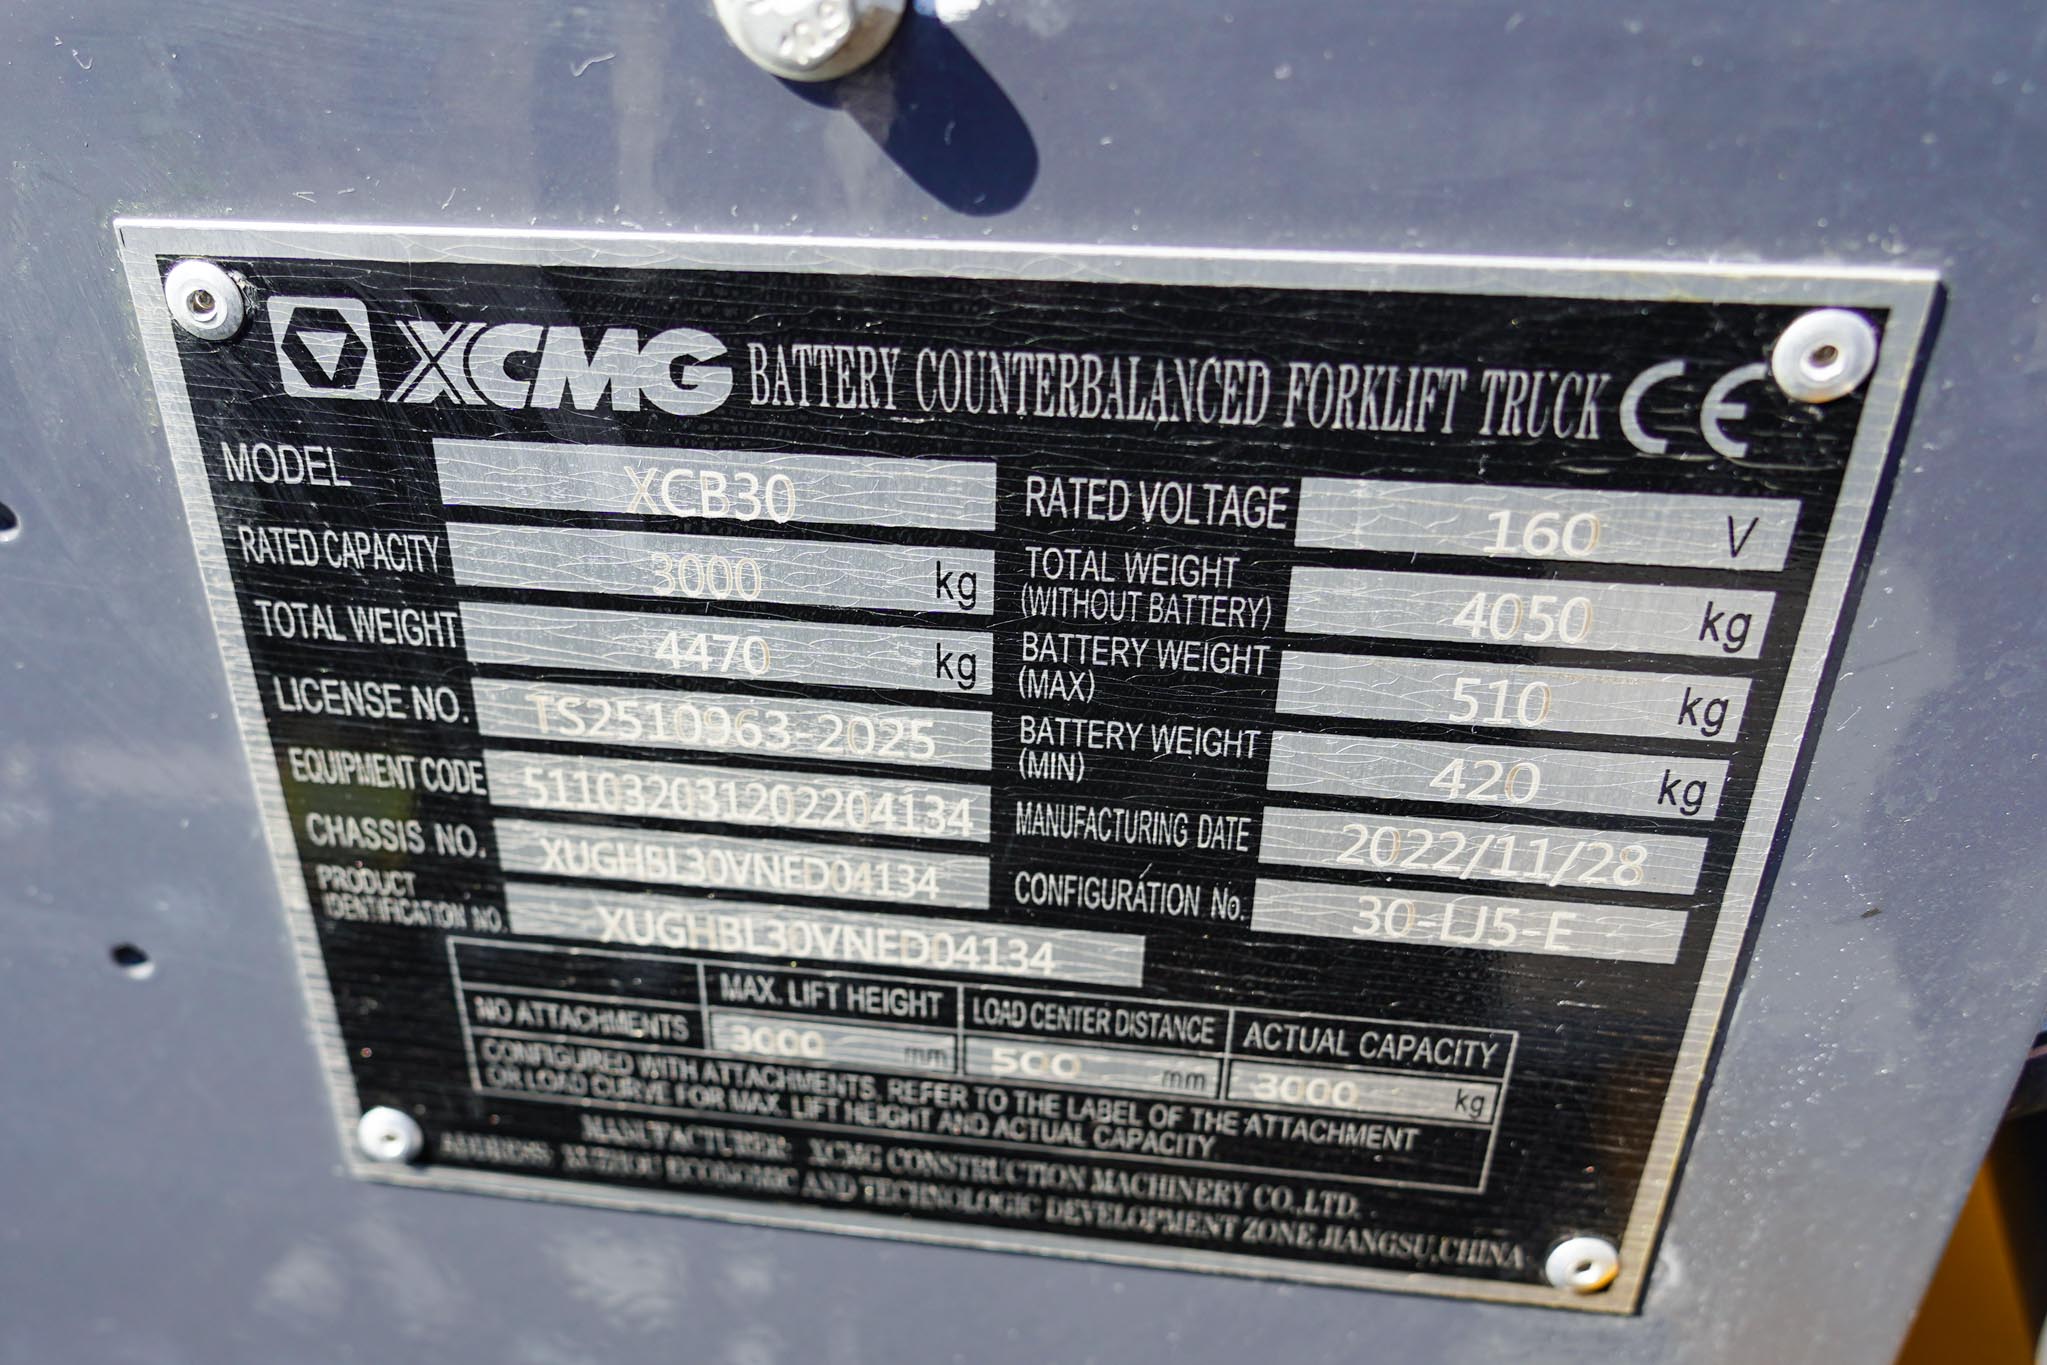 XCMG BATTERY COUNTERBALANCED FORKLIFT TRUCK CE
MODEL XCB30
RATED CAPACITY 3000 kg
TOTAL WEIGHT 4470 kg
LICENSE NO. TS2510963-2025
EQUIPMENT CODE 511032031202204134
CHASSIS NO. XUGHBL30VNED04134
PRODUCT
IDENTIFICATION NO. XUGHBL30VNED04134
RATED VOLTAGE 160 V
TOTAL WEIGHT
(WITHOUT BATTERY) 4050 kg
BATTERY WEIGHT
(MAX) 510 kg
BATTERY WEIGHT
(MIN) 420 kg
MANUFACTURING DATE 2022/11/28
CONFIGURATION No. 30-LJ5-E
MAX. LIFT HEIGHT LOAD CENTER DISTANCE ACTUAL CAPACITY
NO ATTACHMENTS 3000 mm 500 mm 3000 kg
CONFIGURED WITH ATTACHMENTS, REFER TO THE LABEL OF THE ATTACHMENT
OR LOAD CURVE FOR MAX. LIFT HEIGHT AND ACTUAL CAPACITY
MANUFACTURER: XCMG CONSTRUCTION MACHINERY CO.,LTD.
ADDRESS: XUZHOU ECONOMIC AND TECHNOLOGIC DEVELOPMENT ZONE JIANGSU,CHINA